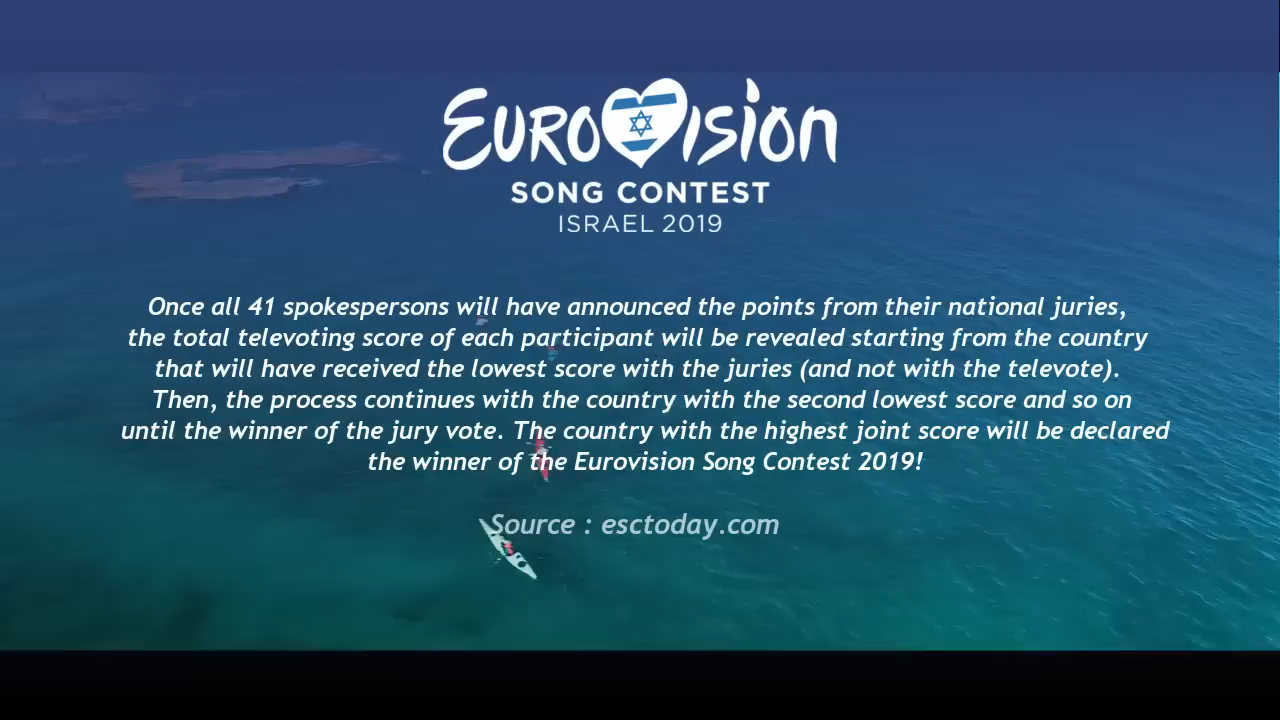 EUROVISION
SONG CONTEST
ISRAEL 2019
Once all 41 spokespersons will have announced the points from their national juries,
the total televoting score of each participant will be revealed starting from the country
that will have received the lowest score with the juries (and not with the televote).
Then, the process continues with the country with the second lowest score and so on
until the winner of the jury vote. The country with the highest joint score will be declared
the winner of the Eurovision Song Contest 2019!
Source : esctoday.com